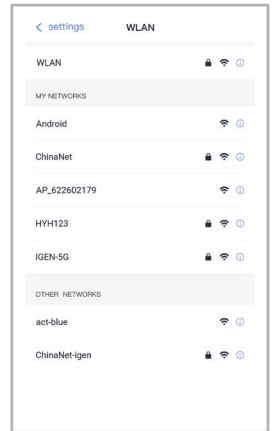 settings WLAN
WLAN
MY NETWORKS
Android
ChinaNet
AP_622602179
HYH123
IGEN-5G
OTHER NETWORKS
act-blue
ChinaNet-igen